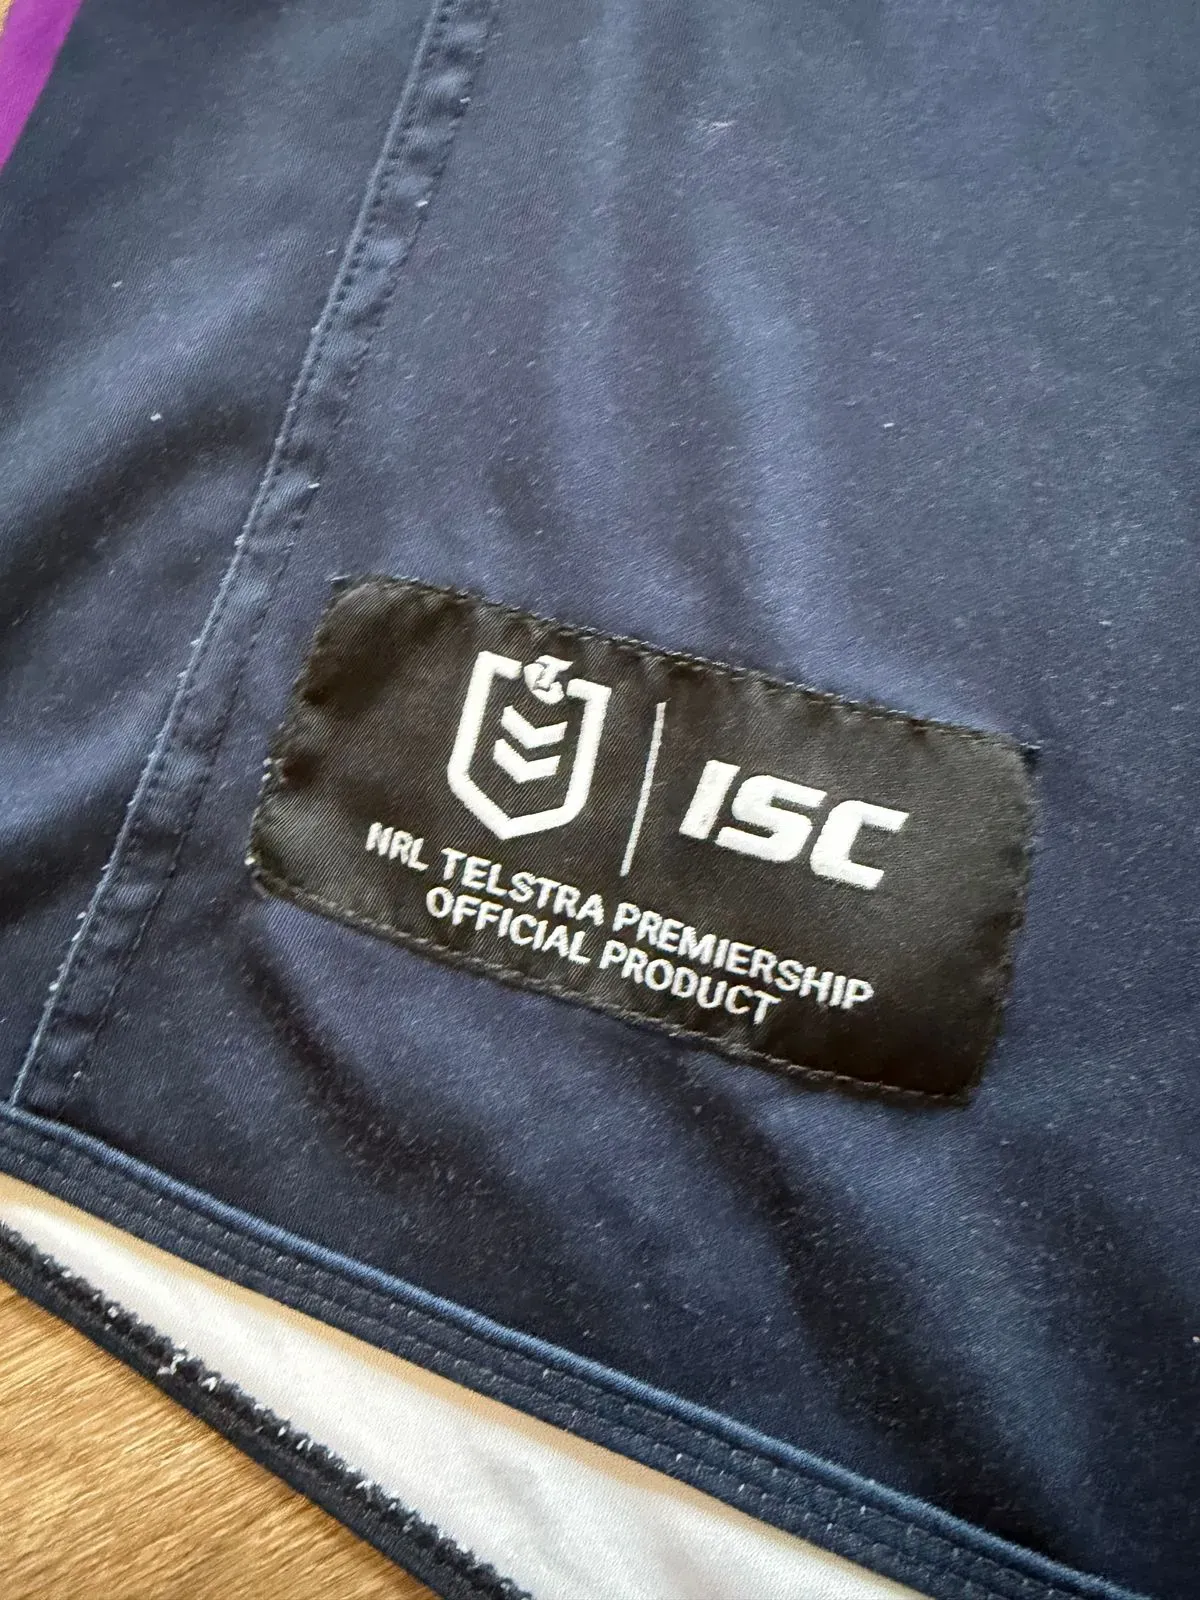 ISC
NRL TELSTRA PREMIERSHIP
OFFICIAL PRODUCT